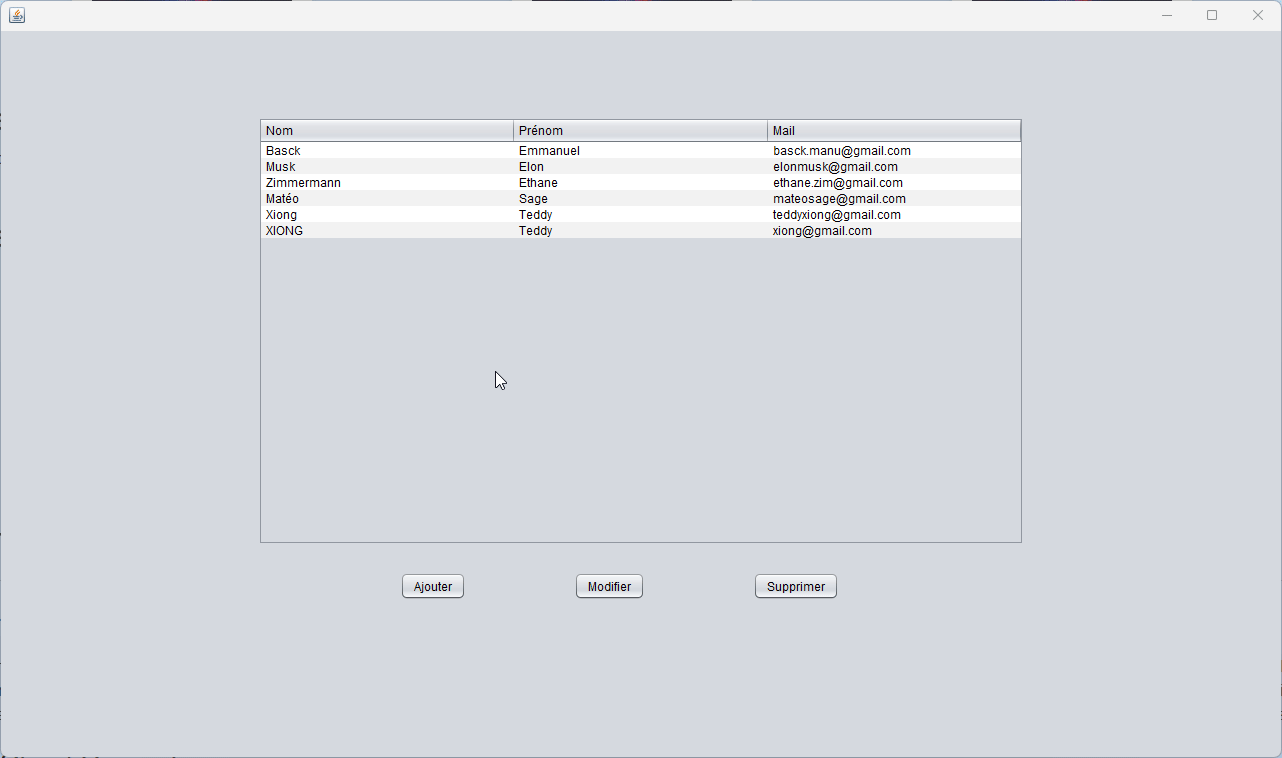 Nom Prénom Mail
Basck Emmanuel basck.manu@gmail.com
Musk Elon elonmusk@gmail.com
Zimmermann Ethane ethane.zim@gmail.com
Matéo Sage mateosage@gmail.com
Xiong Teddy teddyxiong@gmail.com
XIONG Teddy xiong@gmail.com
Ajouter Modifier Supprimer